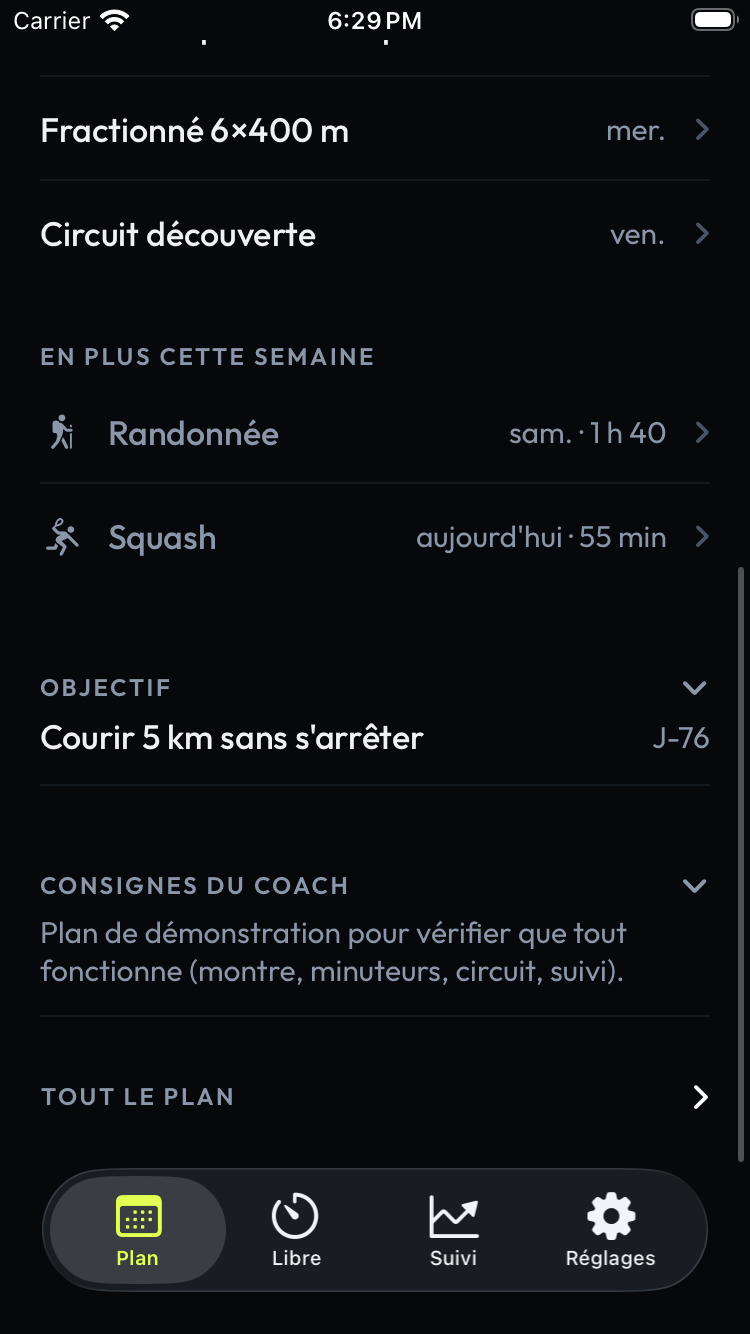 Carrier 6:29 PM
Fractionné 6×400 m mer.
Circuit découverte ven.
EN PLUS CETTE SEMAINE
Randonnée sam. · 1 h 40
Squash aujourd'hui · 55 min
OBJECTIF
Courir 5 km sans s'arrêter J-76
CONSIGNES DU COACH
Plan de démonstration pour vérifier que tout
fonctionne (montre, minuteurs, circuit, suivi).
TOUT LE PLAN
Plan Libre Suivi Réglages